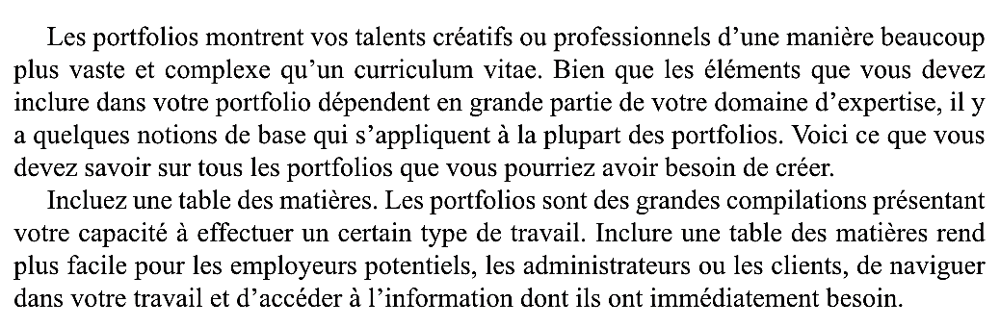 Les portfolios montrent vos talents créatifs ou professionnels d’une manière beaucoup
plus vaste et complexe qu’un curriculum vitae. Bien que les éléments que vous devez
inclure dans votre portfolio dépendent en grande partie de votre domaine d’expertise, il y
a quelques notions de base qui s’appliquent à la plupart des portfolios. Voici ce que vous
devez savoir sur tous les portfolios que vous pourriez avoir besoin de créer.
Incluez une table des matières. Les portfolios sont des grandes compilations présentant
votre capacité à effectuer un certain type de travail. Inclure une table des matières rend
plus facile pour les employeurs potentiels, les administrateurs ou les clients, de naviguer
dans votre travail et d’accéder à l’information dont ils ont immédiatement besoin.